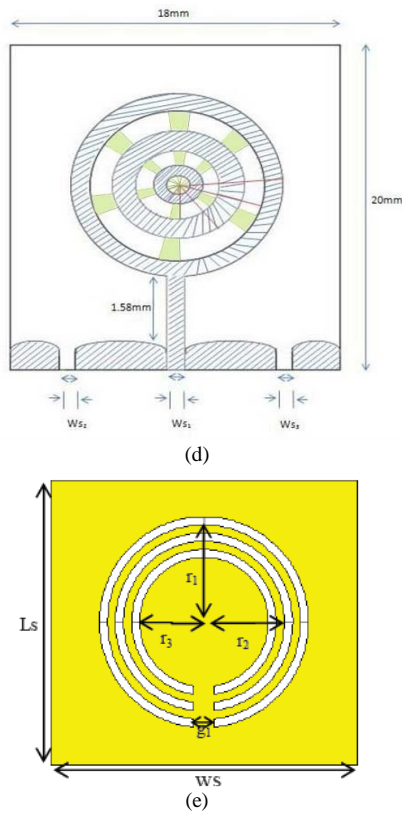 18mm
20mm
1.58mm
Ws₂
Ws₁
Ws₃
(d)
r₁
Ls
r₃
r₂
g₁
ws
(e)